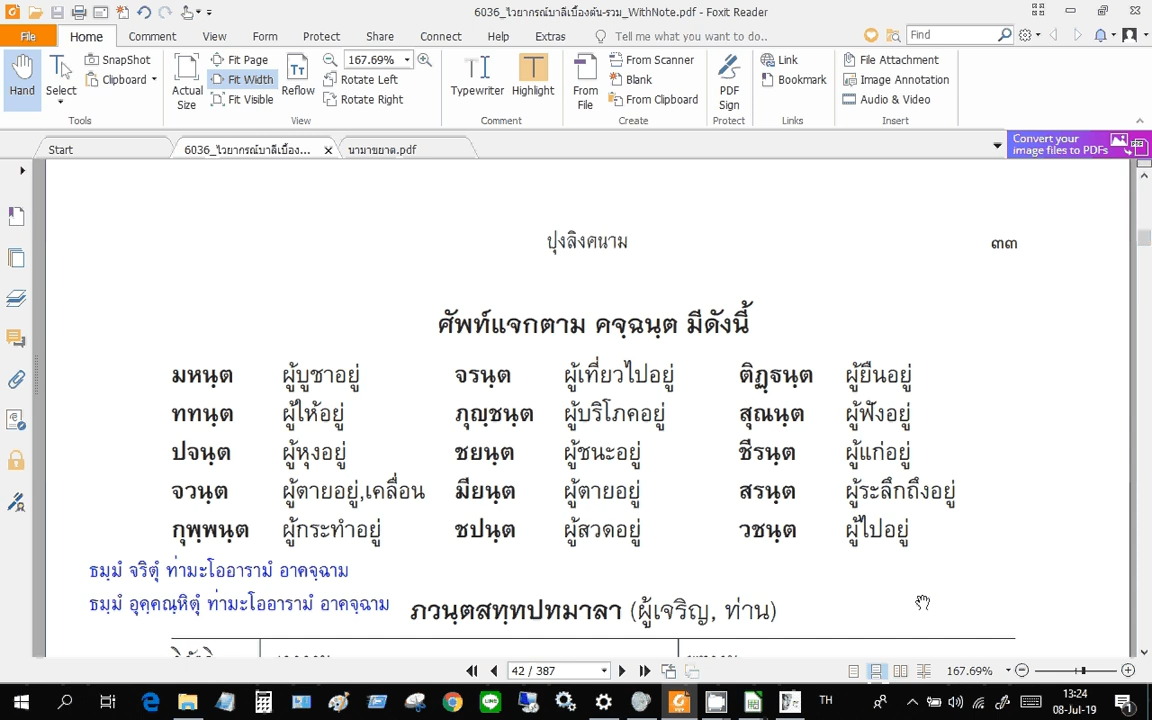 6036_ไวยากรณ์บาลีเบื้องต้น-รวม_WithNote.pdf - Foxit Reader
File Home Comment View Form Protect Share Connect Help Extras Tell me what you want to do.. Find
Hand Select SnapShot Clipboard Actual Size Fit Page Fit Width Fit Visible Reflow 167.69% Rotate Left Rotate Right Typewriter Highlight From File From Scanner Blank From Clipboard PDF Sign Link Bookmark File Attachment Image Annotation Audio & Video
Tools View Comment Create Protect Links Insert
Start 6036_ไวยากรณ์บาลีเบื้อง... นามาขยาต.pdf Convert your image files to PDFs
ปุงลิงศนาม ๓๓
ศัพท์แจกตาม คจฺฉนฺต มีดังนี้
มหนฺต ผู้บูชาอยู่ จรนฺต ผู้เที่ยวไปอยู่ ติฏฺฐนฺต ผู้ยืนอยู่
ททนฺต ผู้ให้อยู่ ภุญฺชนฺต ผู้บริโภคอยู่ สุณนฺต ผู้ฟังอยู่
ปจนฺต ผู้หุงอยู่ ชยนฺต ผู้ชนะอยู่ ชีรนฺต ผู้แก่อยู่
จวนฺต ผู้ตายอยู่,เคลื่อน มียนฺต ผู้ตายอยู่ สรนฺต ผู้ระลึกถึงอยู่
กุพฺพนฺต ผู้กระทำอยู่ ชปนฺต ผู้สวดอยู่ วชนฺต ผู้ไปอยู่
ธมฺมํ จริตุํ ท่ามะโออารามํ อาคจฺฉาม
ธมฺมํ อุคฺคณฺหิตุํ ท่ามะโออารามํ อาคจฺฉาม
ภวนฺตสทฺทปทมาลา (ผู้เจริญ, ท่าน)
42 / 387 167.69%
TH 13:24
08-Jul-19 1